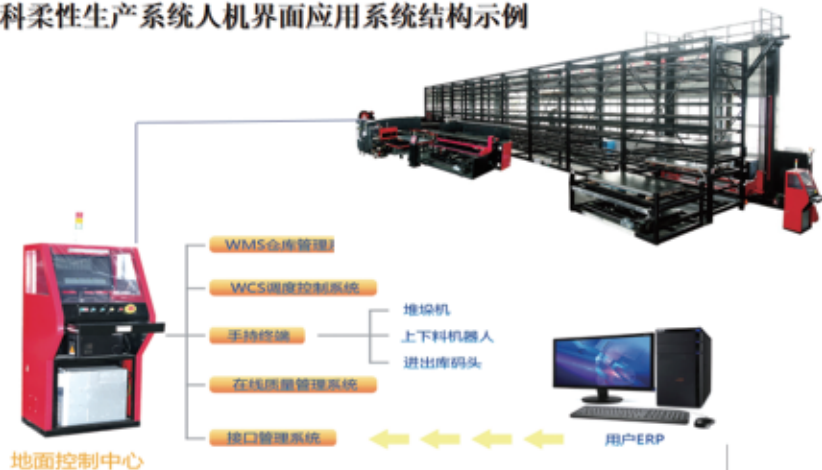 科柔性生产系统人机界面应用系统结构示例
WMS仓库管理
WCS调度控制系统
手持终端
堆垛机
上下料机器人
进出库码头
在线质量管理系统
接口管理系统
用户ERP
地面控制中心